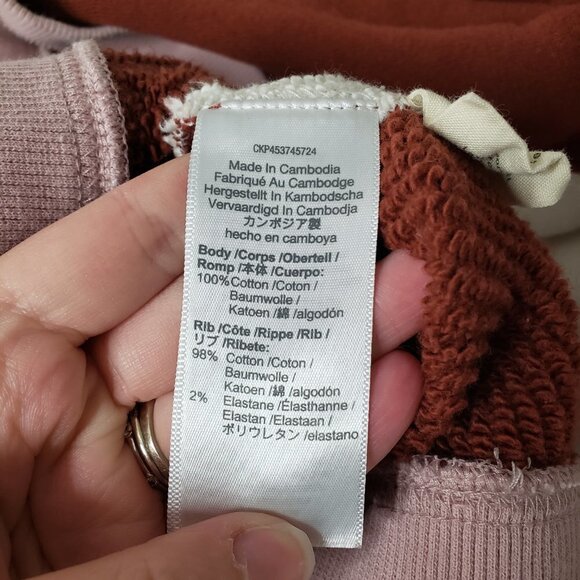 CKP453745724
Made In Cambodia
Fabriqué Au Cambodge
Hergestellt In Kambodscha
Vervaardigd In Cambodja
カンボジア製
hecho en camboya
Body /Corps /Obertell /
Romp /本体 /Cuerpo:
100% Cotton /Coton /
Baumwolle /
Katoen /綿 /algodón
Rib /Côte /Rippe /Rib /
リブ /Ribete:
98% Cotton /Coton /
Baumwolle /
Katoen /綿 /algodón
2% Elastane /Élasthanne /
Elastan /Elastaan /
ポリウレタン /elastano